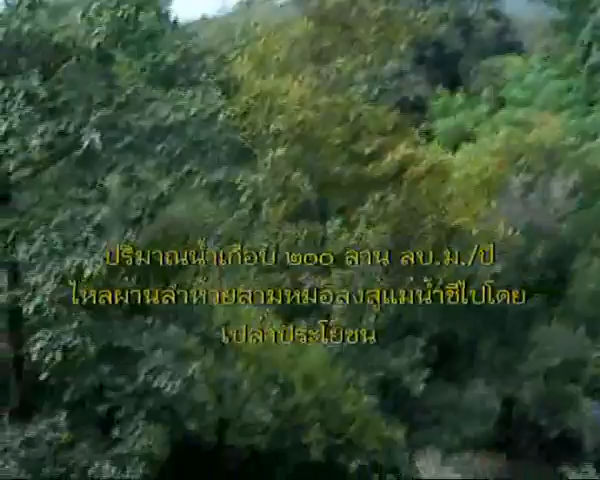 ปริมาณน้ำเกือบ ๒๐๐ ล้าน ลบ.ม./ปี
ไหลผ่านลำห้วยสามหมอลงสู่แม่น้ำชีไปโดย
เปล่าประโยชน์